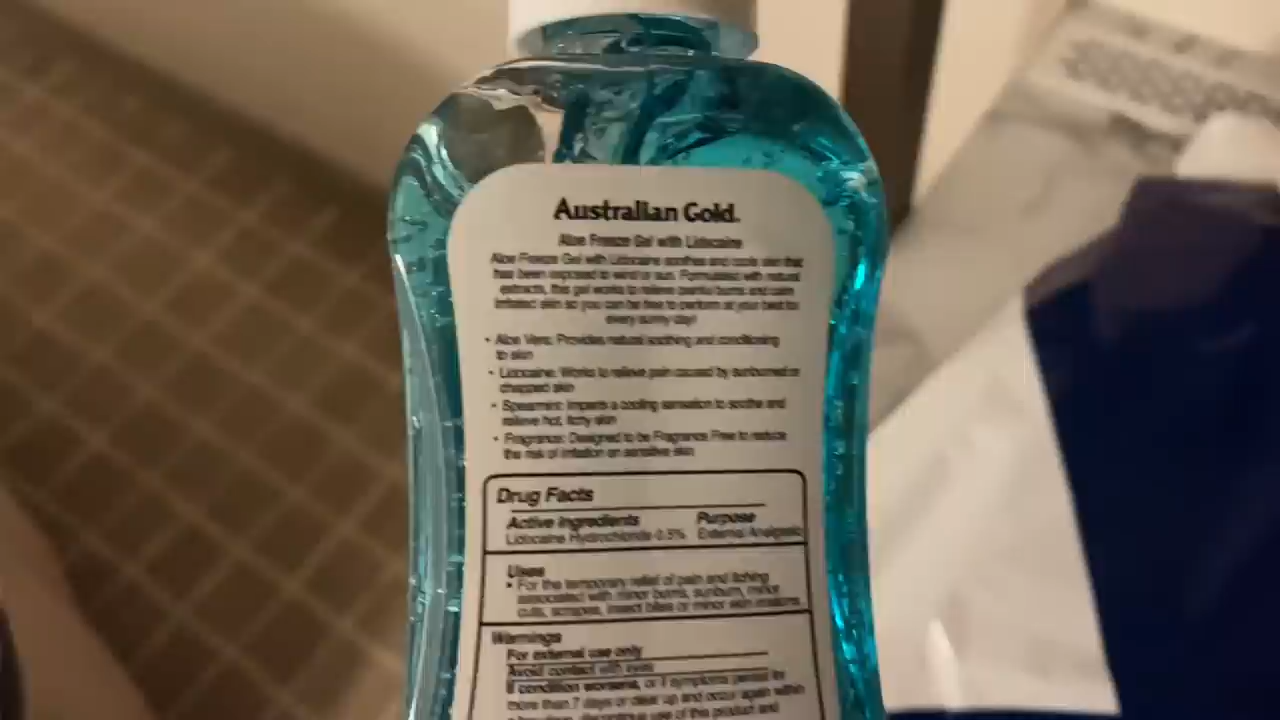 Australian Gold.
Aloe Freeze Gel with Lidocaine
Aloe Freeze Gel with Lidocaine soothes and cools skin that
has been exposed to wind or sun. Formulated with natural
extracts, this gel works to relieve painful burns and calm
irritated skin so you can be free to perform at your best for
every sunny day!
• Aloe Vera: Provides natural soothing and conditioning
to skin
• Lidocaine: Works to relieve pain caused by sunburned or
chapped skin
• Spearmint: Imparts a cooling sensation to soothe and
relieve hot, itchy skin
• Fragrance: Designed to be Fragrance Free to reduce
the risk of irritation on sensitive skin
Drug Facts
Active Ingredients Purpose
Lidocaine Hydrochloride 0.5% External Analgesic
Uses
• For the temporary relief of pain and itching
associated with minor burns, sunburn, minor
cuts, scrapes, insect bites or minor skin
Warnings
For external use only
Avoid contact with eyes
If condition worsens, or if symptoms persist for
more than 7 days or clear up and occur again within
discontinue use of this product and